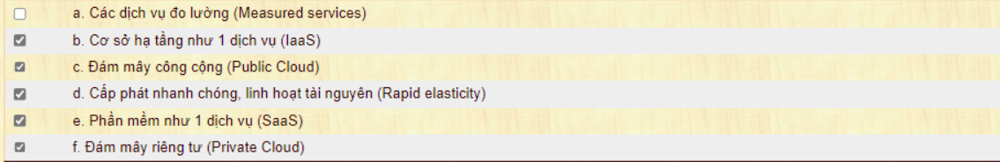 a. Các dịch vụ đo lường (Measured services)
b. Cơ sở hạ tầng như 1 dịch vụ (IaaS)
c. Đám mây công cộng (Public Cloud)
d. Cấp phát nhanh chóng, linh hoạt tài nguyên (Rapid elasticity)
e. Phần mềm như 1 dịch vụ (SaaS)
f. Đám mây riêng tư (Private Cloud)